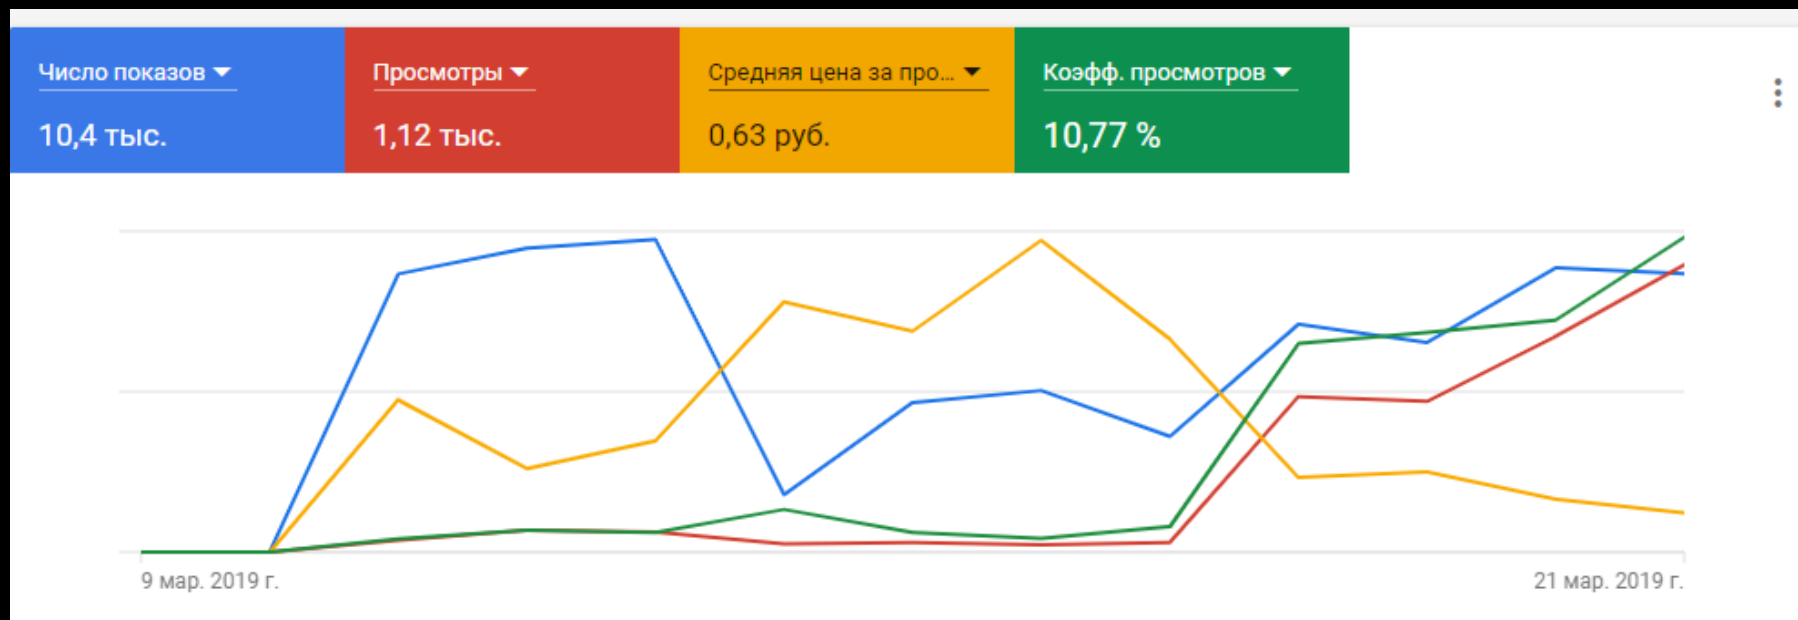 Число показов
Просмотры
Средняя цена за про...
Коэфф. просмотров
10,4 тыс.
1,12 тыс.
0,63 руб.
10,77 %
9 мар. 2019 г.
21 мар. 2019 г.